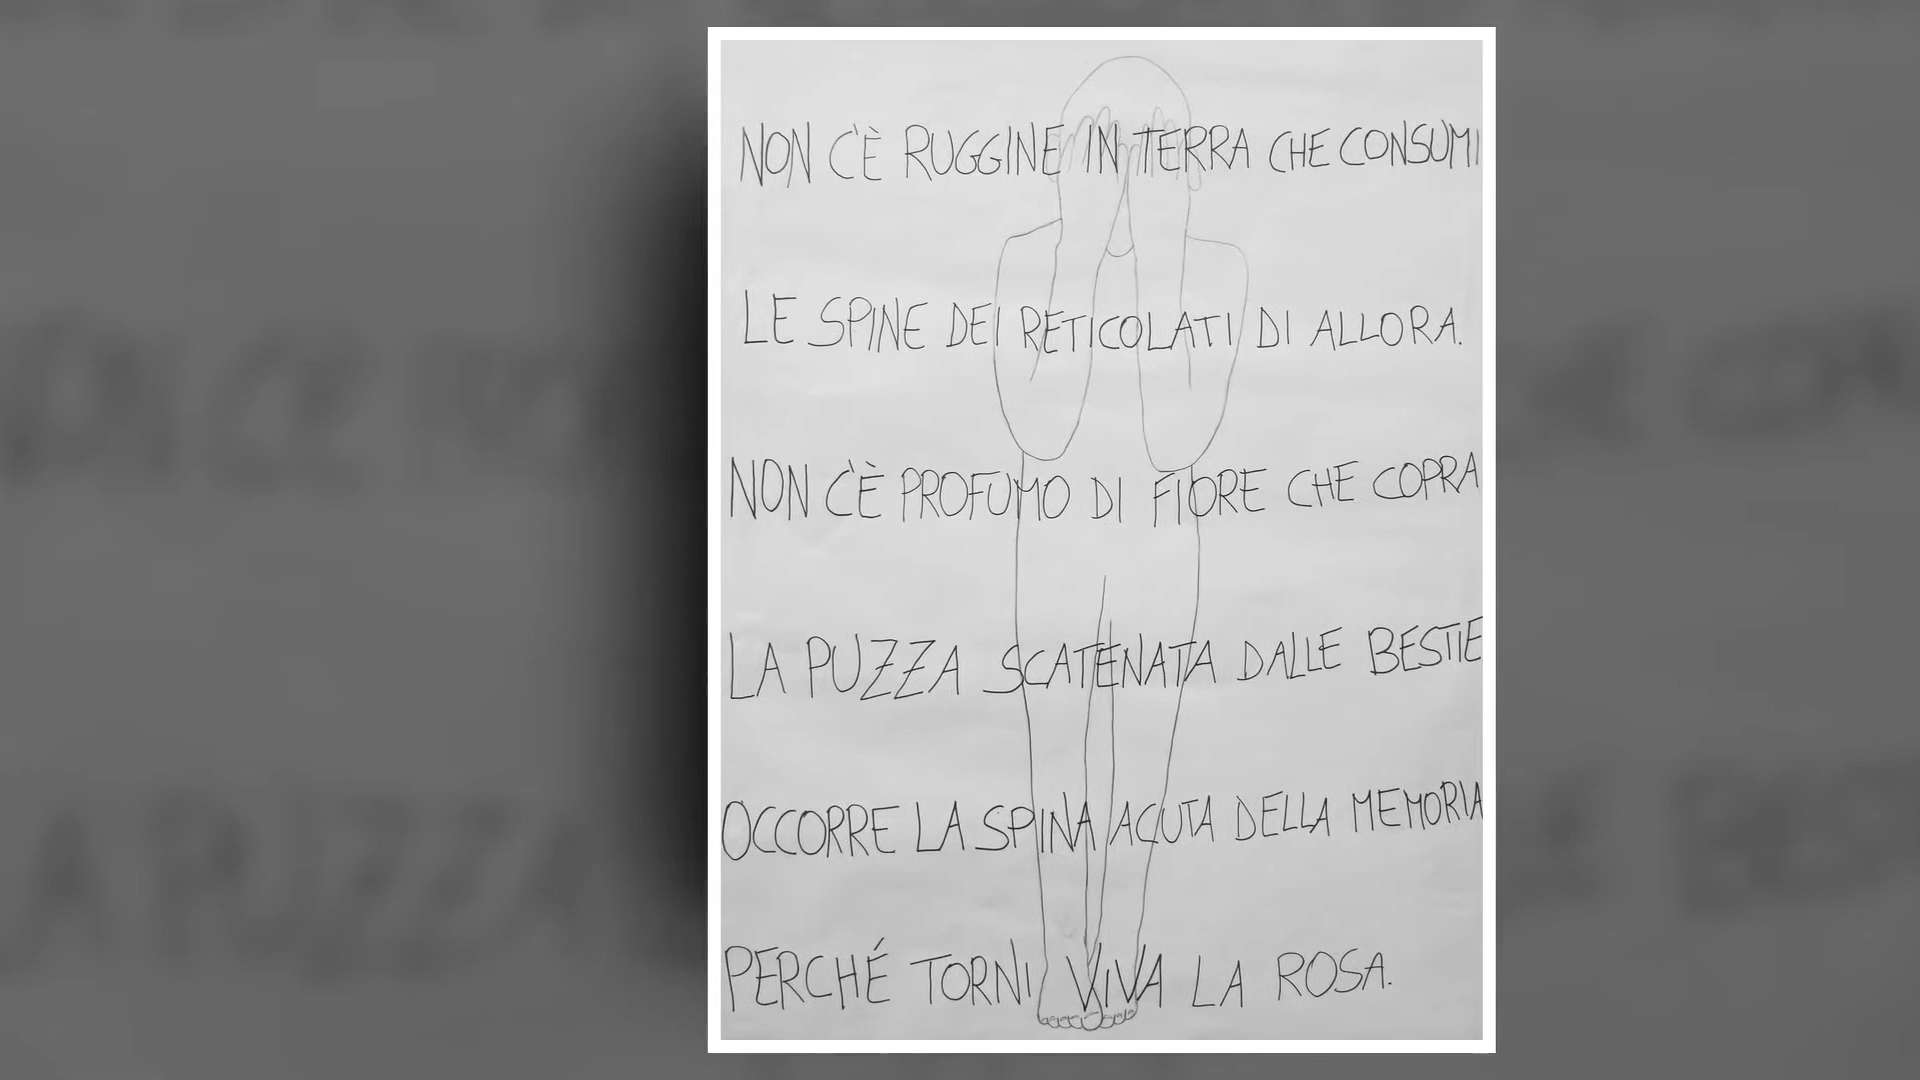 NON C'È RUGGINE IN TERRA CHE CONSUMI
LE SPINE DEI RETICOLATI DI ALLORA.
NON C'È PROFUMO DI FIORE CHE COPRA
LA PUZZA SCATENATA DALLE BESTIE
OCCORRE LA SPINA ACUTA DELLA MEMORIA
PERCHÉ TORNI VIVA LA ROSA.